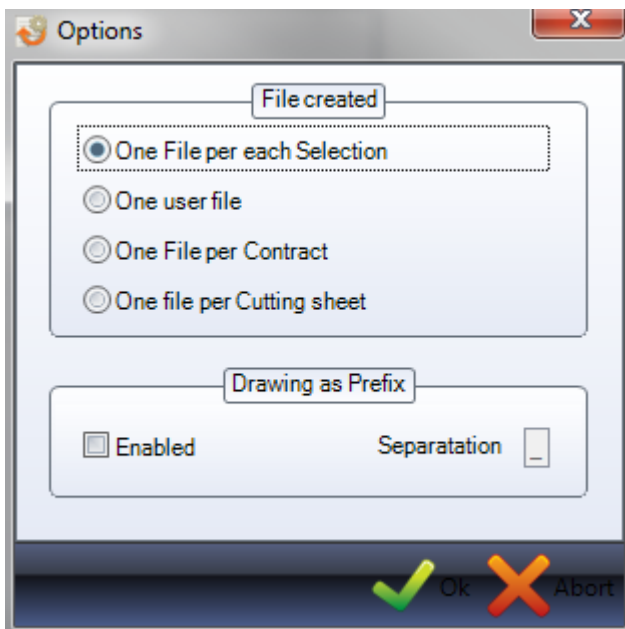 Options
File created
One File per each Selection
One user file
One File per Contract
One file per Cutting sheet
Drawing as Prefix
Enabled
Separatation _
Ok
Abort